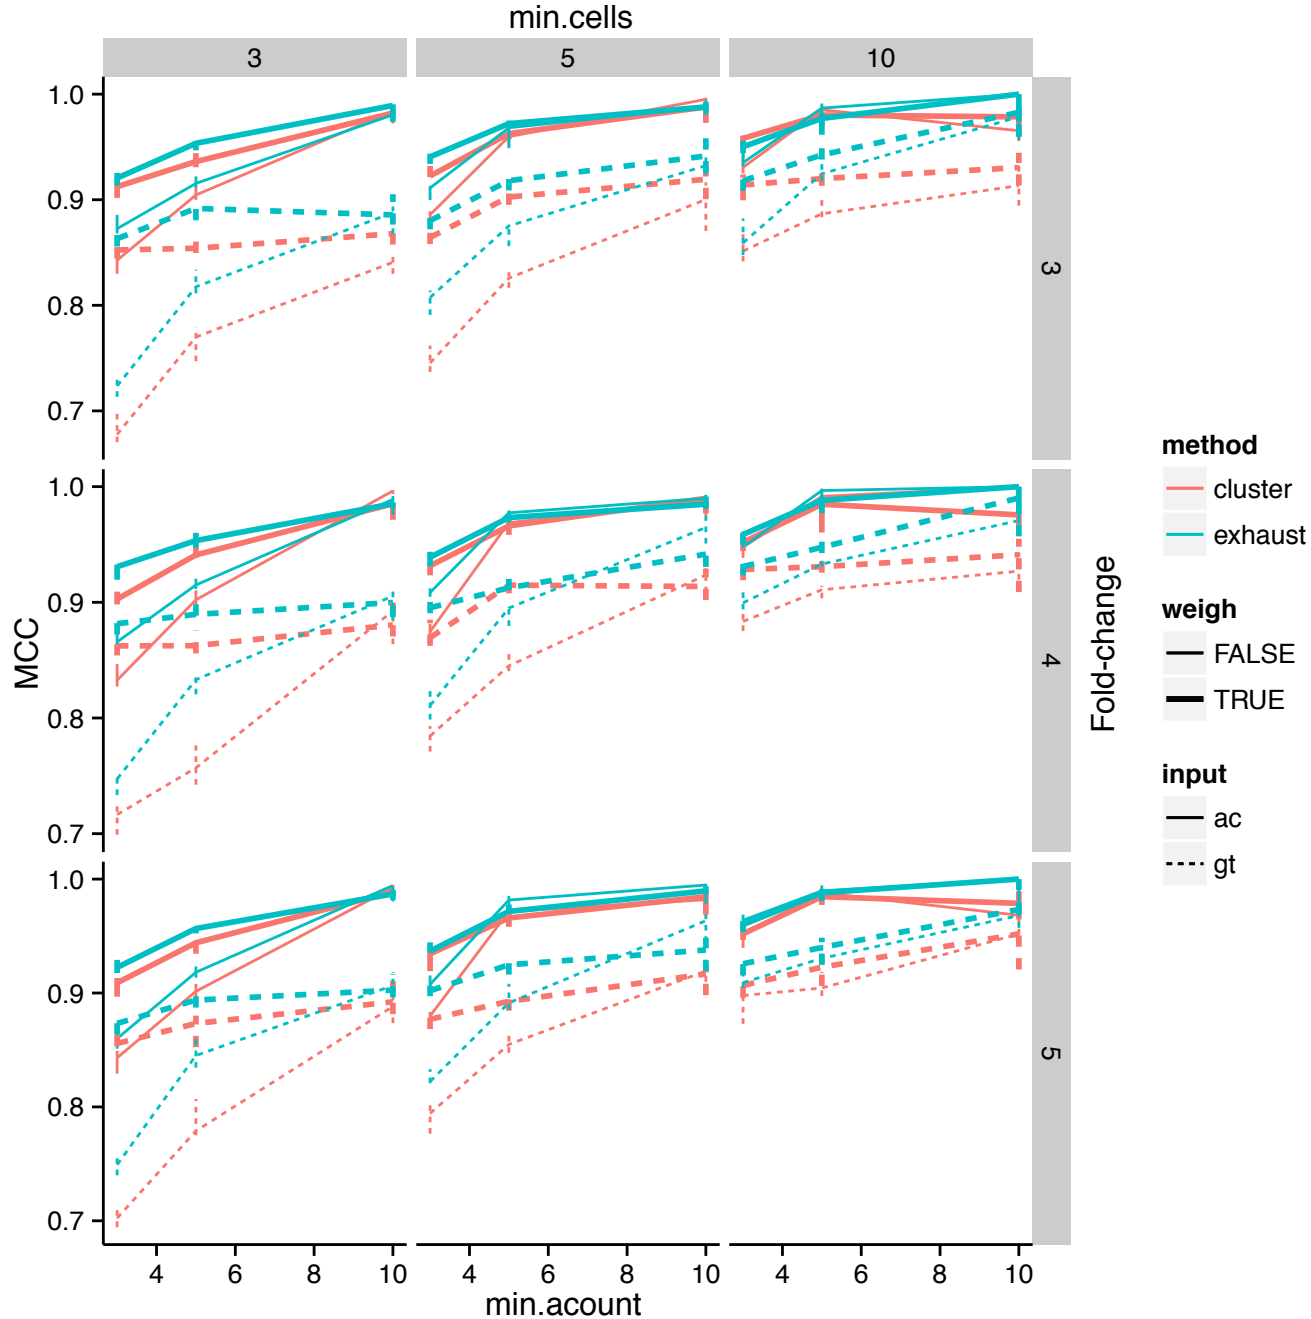 min.cells
3 5 10
1.0
0.9
0.8
0.7
3
1.0
0.9
0.8
0.7
4
1.0
0.9
0.8
0.7
5
MCC
Fold-change
4 6 8 10 4 6 8 10 4 6 8 10
min.acount
method
cluster
exhaust
weigh
FALSE
TRUE
input
ac
gt